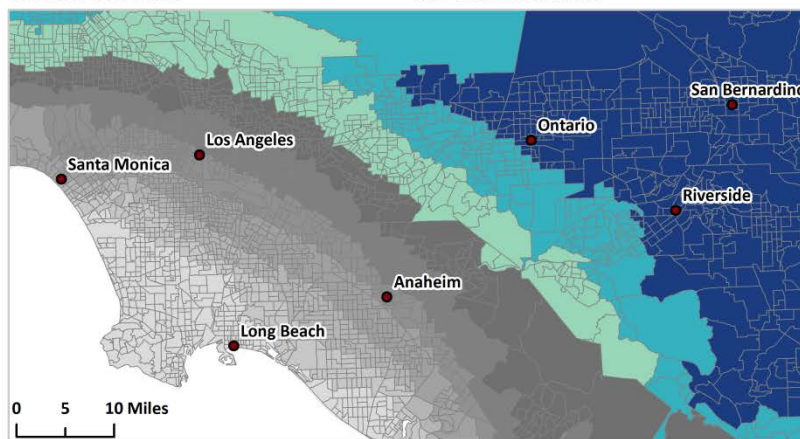 San Bernardino
Ontario
Los Angeles
Santa Monica
Riverside
Anaheim
Long Beach
0 5 10 Miles